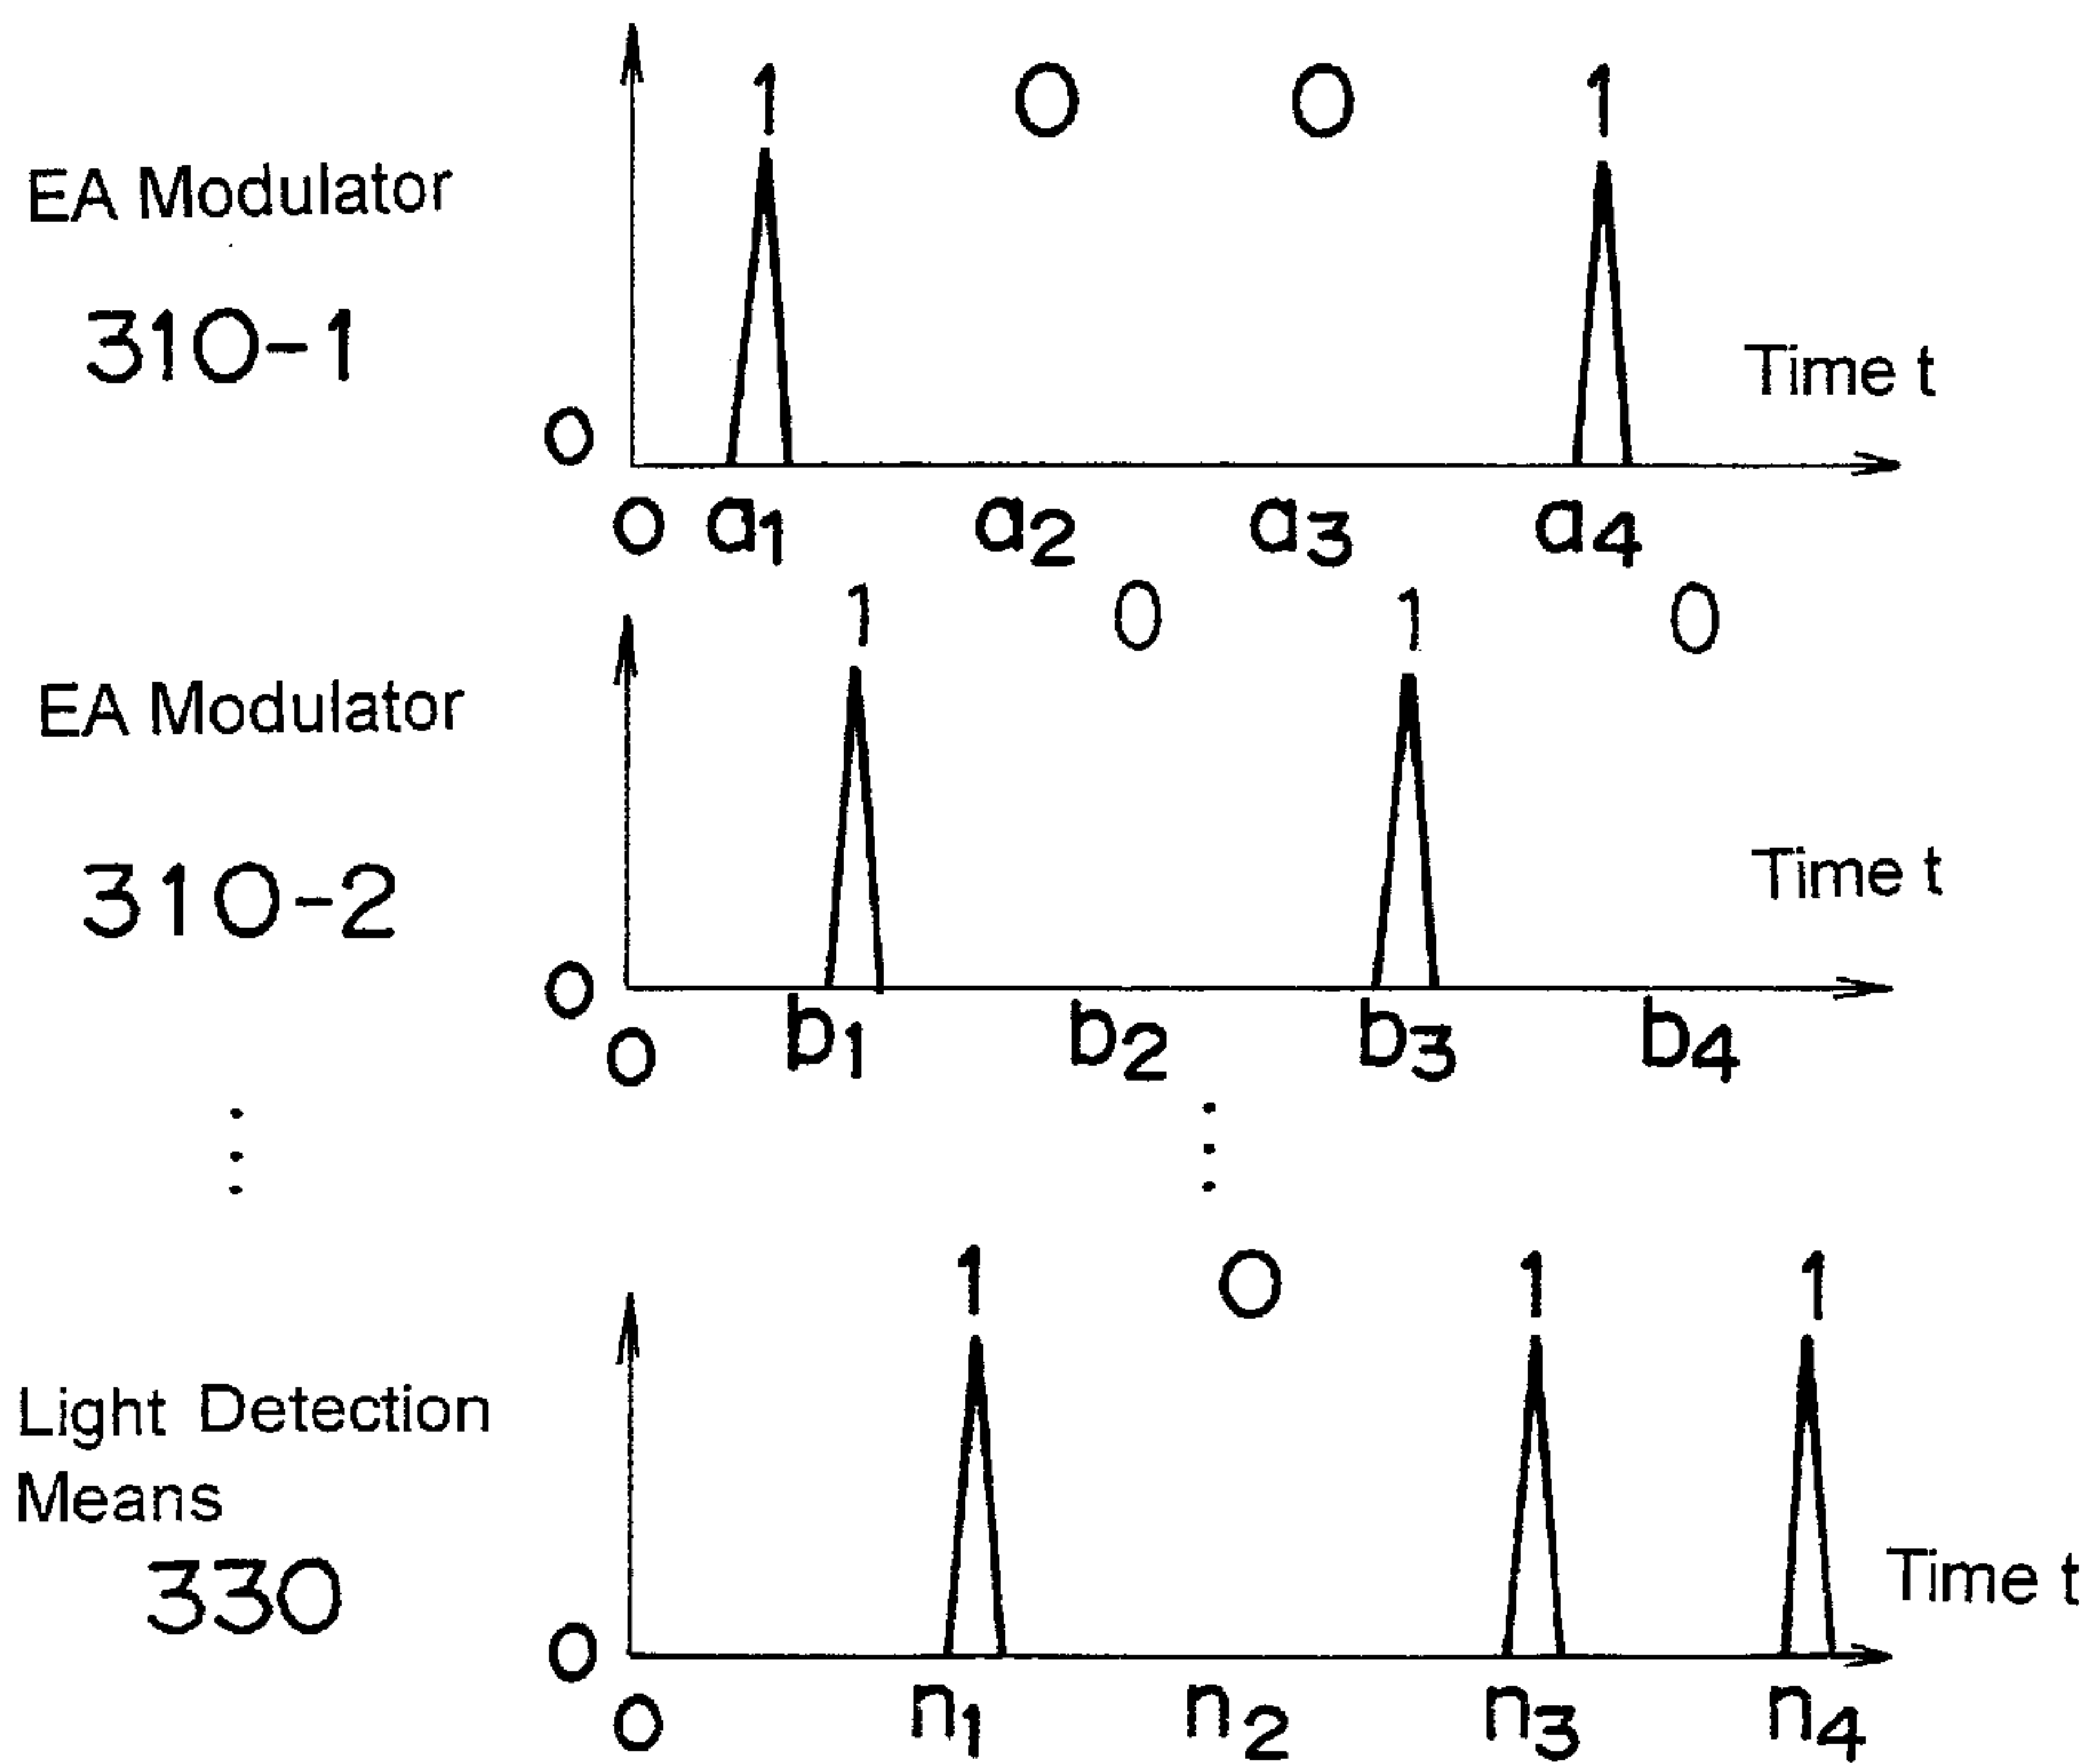 1 0 0 1
EA Modulator
310-1
Time t
0
0 a1 a2 a3 a4
1 0 1 0
EA Modulator
310-2
Time t
0
0 b1 b2 b3 b4
1 0 1 1
Light Detection
Means
330
Time t
0
0 n1 n2 n3 n4